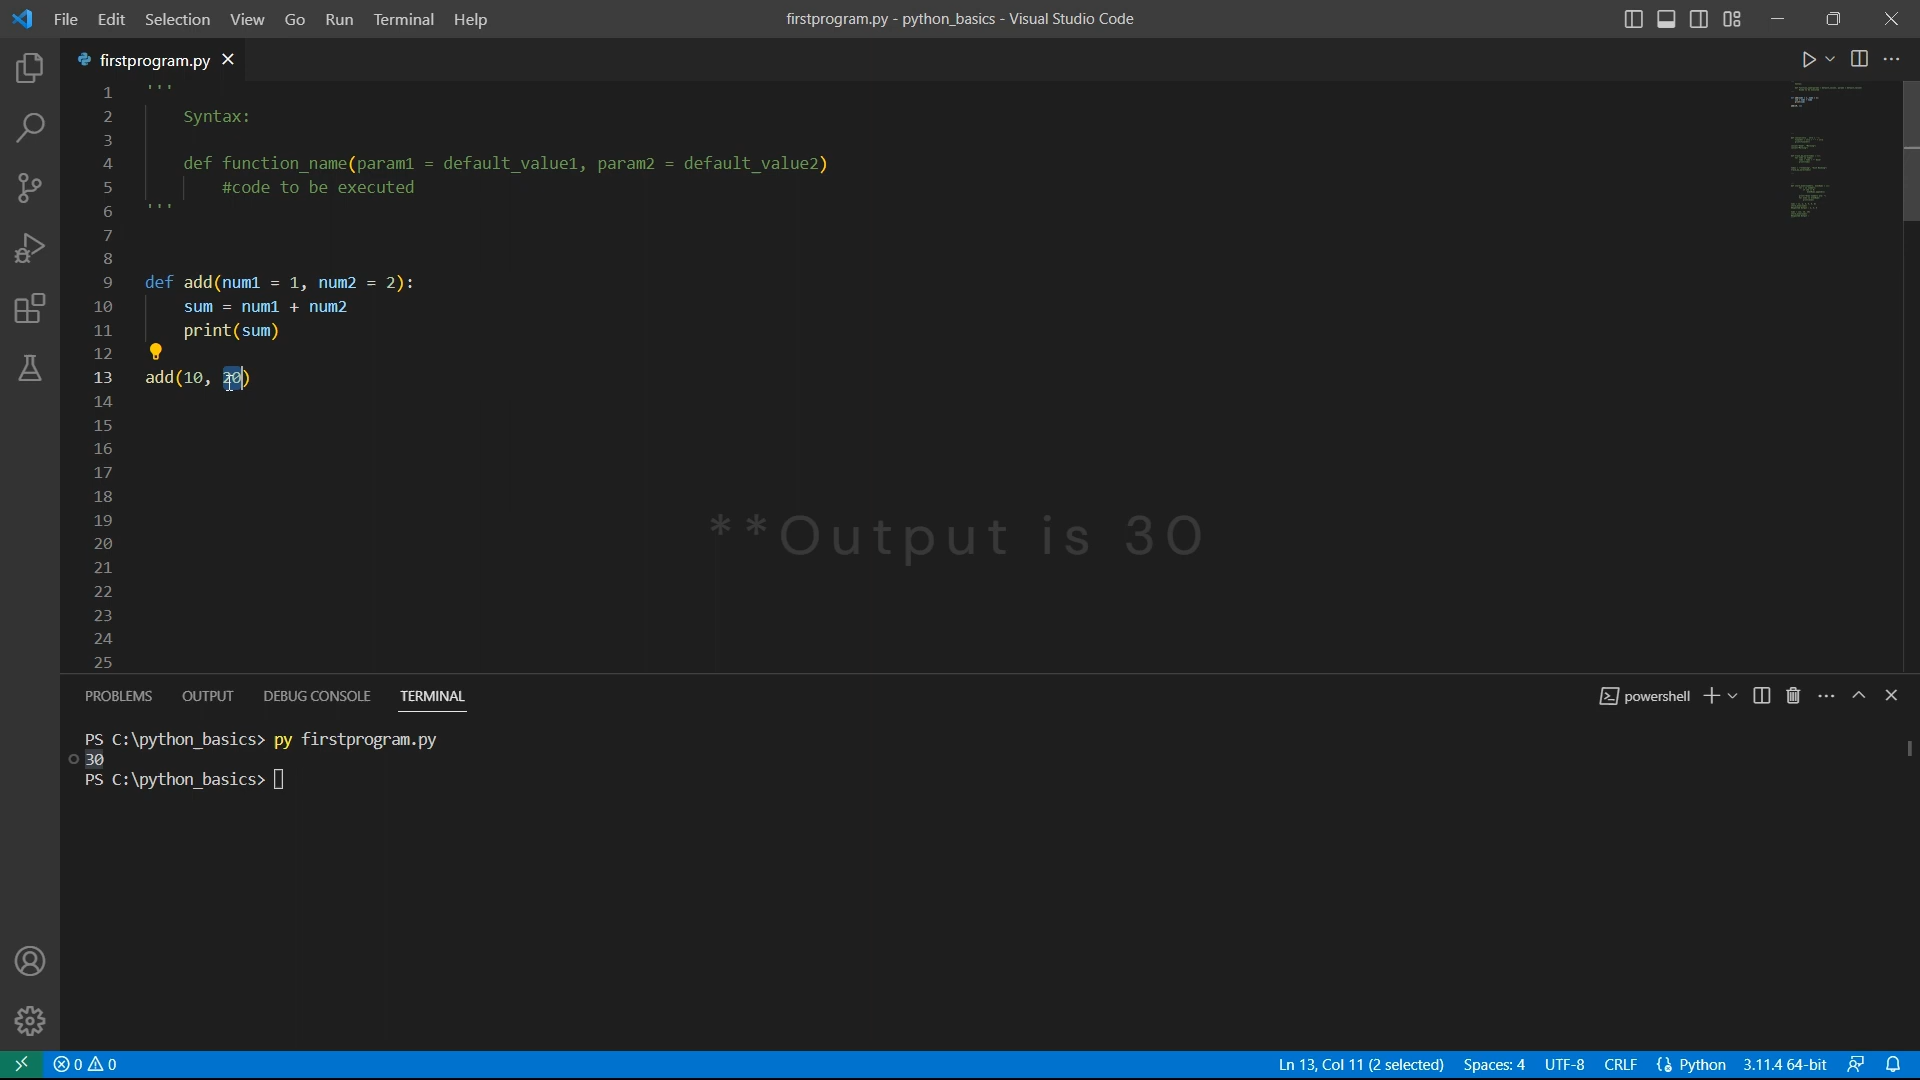 File Edit Selection View Go Run Terminal Help
firstprogram.py - python_basics - Visual Studio Code
firstprogram.py
1 '''
2 Syntax:
3
4 def function_name(param1 = default_value1, param2 = default_value2)
5 #code to be executed
6 '''
7
8
9 def add(num1 = 1, num2 = 2):
10 sum = num1 + num2
11 print(sum)
12
13 add(10, 20)
14
15
16
17
18
19
20
21
22
23
24
25
**Output is 30
PROBLEMS OUTPUT DEBUG CONSOLE TERMINAL
powershell
PS C:\python_basics> py firstprogram.py
30
PS C:\python_basics>
0 0
Ln 13, Col 11 (2 selected) Spaces: 4 UTF-8 CRLF Python 3.11.4 64-bit